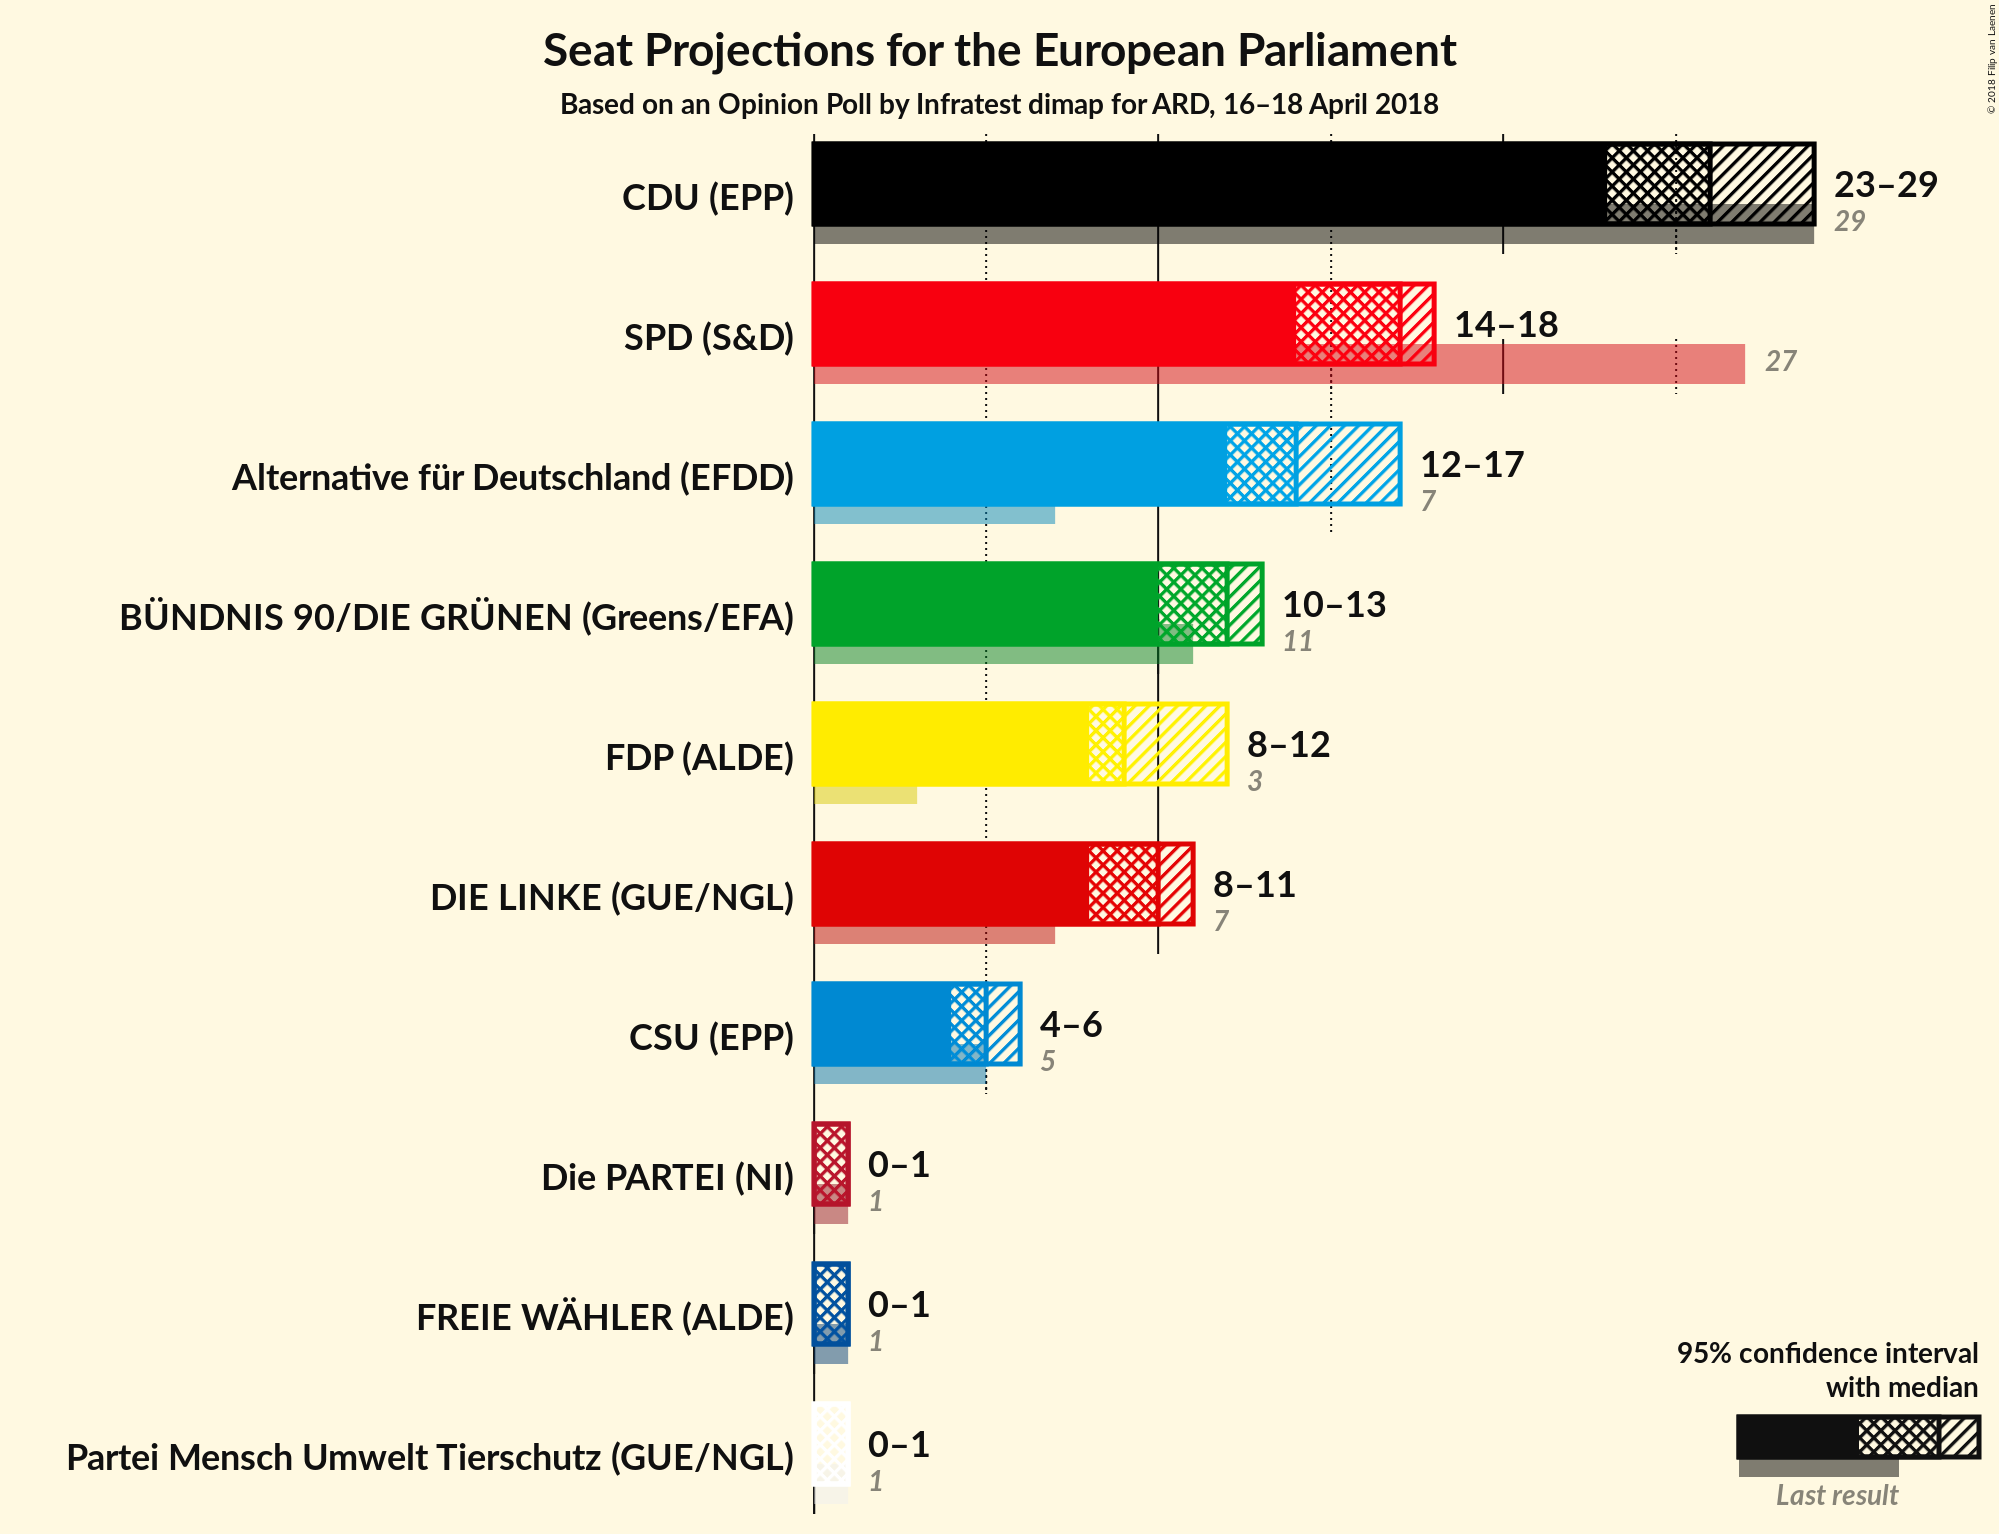 Seat Projections for the European Parliament
Based on an Opinion Poll by Infratest dimap for ARD, 16–18 April 2018
© 2018 Filip van Laenen
CDU (EPP)
23–29
29
SPD (S&D)
14–18
27
Alternative für Deutschland (EFDD)
12–17
7
BÜNDNIS 90/DIE GRÜNEN (Greens/EFA)
10–13
11
FDP (ALDE)
8–12
3
DIE LINKE (GUE/NGL)
8–11
7
CSU (EPP)
4–6
5
Die PARTEI (NI)
0–1
1
FREIE WÄHLER (ALDE)
0–1
1
Partei Mensch Umwelt Tierschutz (GUE/NGL)
0–1
1
95% confidence interval
with median
Last result